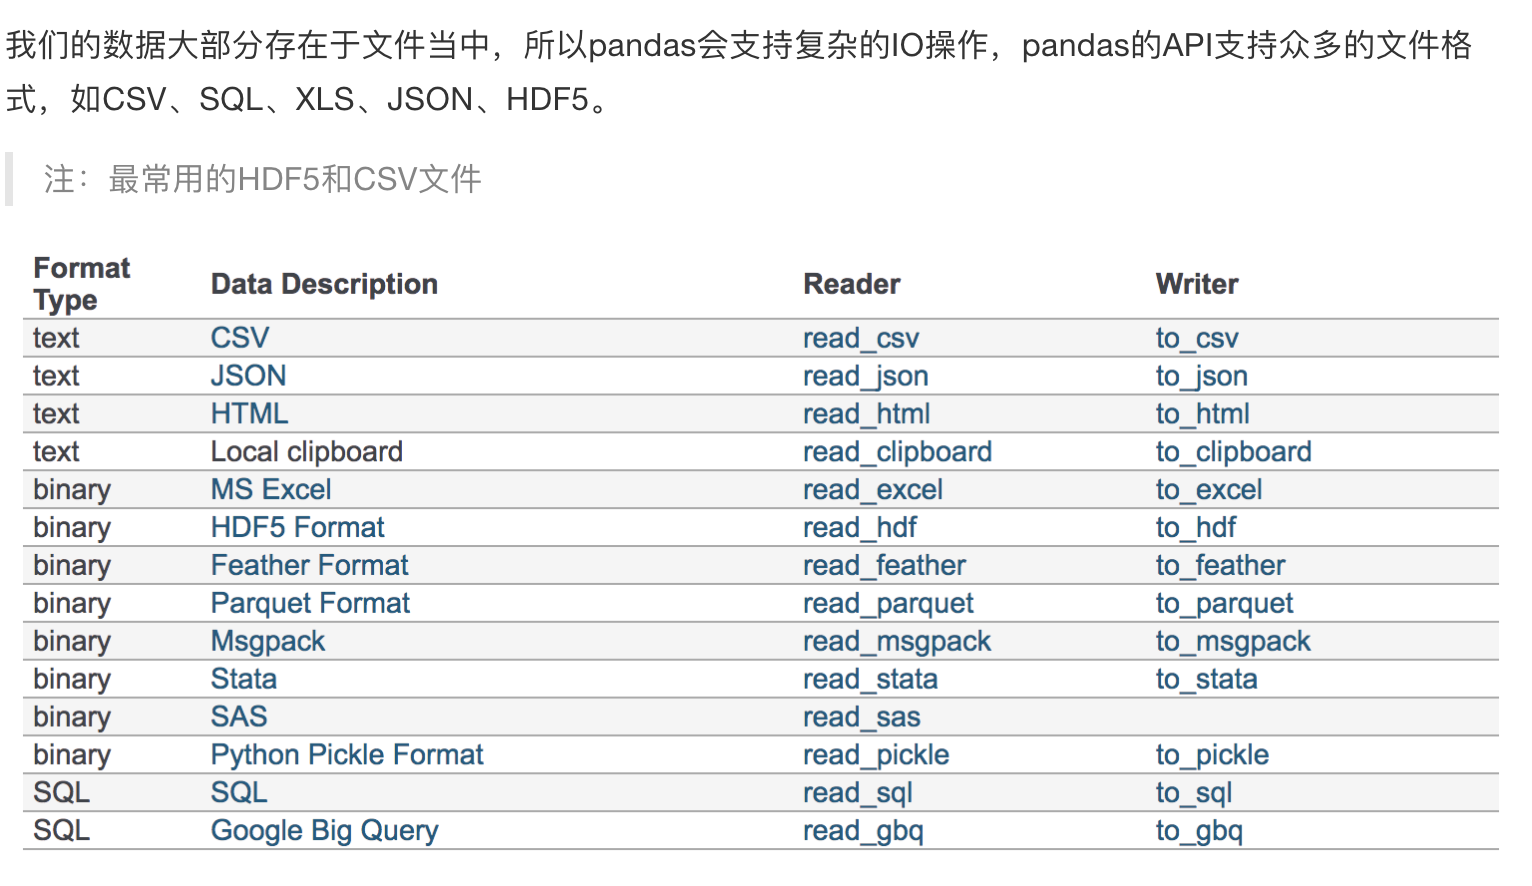 我们的数据大部分存在于文件当中，所以pandas会支持复杂的IO操作，pandas的API支持众多的文件格
式，如CSV、SQL、XLS、JSON、HDF5。
注：最常用的HDF5和CSV文件
Format
Type Data Description Reader Writer
text CSV read_csv to_csv
text JSON read_json to_json
text HTML read_html to_html
text Local clipboard read_clipboard to_clipboard
binary MS Excel read_excel to_excel
binary HDF5 Format read_hdf to_hdf
binary Feather Format read_feather to_feather
binary Parquet Format read_parquet to_parquet
binary Msgpack read_msgpack to_msgpack
binary Stata read_stata to_stata
binary SAS read_sas
binary Python Pickle Format read_pickle to_pickle
SQL SQL read_sql to_sql
SQL Google Big Query read_gbq to_gbq